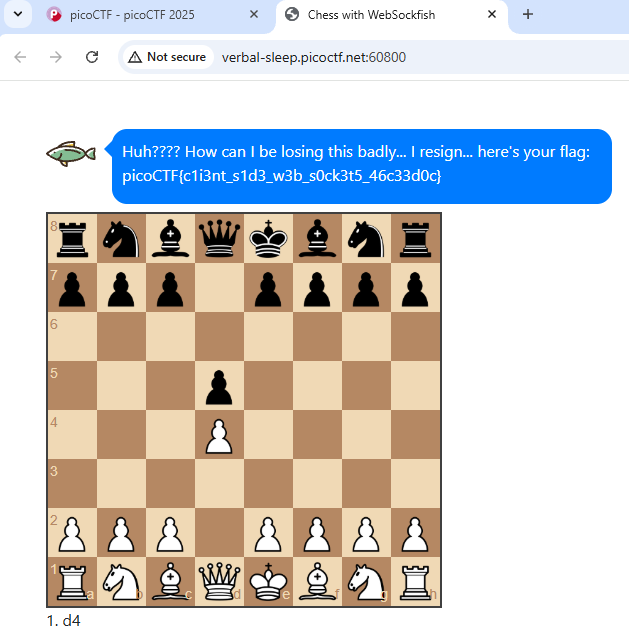 picoCTF - picoCTF 2025
Chess with WebSockfish
Not secure
verbal-sleep.picoctf.net:60800
Huh???? How can I be losing this badly... I resign... here's your flag:
picoCTF{c1i3nt_s1d3_w3b_s0ck3t5_46c33d0c}
8
7
6
5
4
3
2
1
a b c d e f g h
1. d4